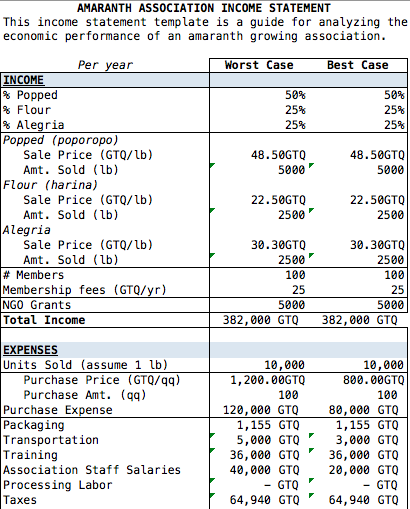 AMARANTH ASSOCIATION INCOME STATEMENT
This income statement template is a guide for analyzing the
economic performance of an amaranth growing association.
Per year Worst Case Best Case
INCOME
% Popped 50% 50%
% Flour 25% 25%
% Alegria 25% 25%
Popped (poporopo)
Sale Price (GTQ/lb) 48.50GTQ 48.50GTQ
Amt. Sold (lb) 5000 5000
Flour (harina)
Sale Price (GTQ/lb) 22.50GTQ 22.50GTQ
Amt. Sold (lb) 2500 2500
Alegria
Sale Price (GTQ/lb) 30.30GTQ 30.30GTQ
Amt. Sold (lb) 2500 2500
# Members 100 100
Membership fees (GTQ/yr) 25 25
NGO Grants 5000 5000
Total Income 382,000 GTQ 382,000 GTQ
EXPENSES
Units Sold (assume 1 lb) 10,000 10,000
Purchase Price (GTQ/qq) 1,200.00GTQ 800.00GTQ
Purchase Amt. (qq) 100 100
Purchase Expense 120,000 GTQ 80,000 GTQ
Packaging 1,155 GTQ 1,155 GTQ
Transportation 5,000 GTQ 3,000 GTQ
Training 36,000 GTQ 36,000 GTQ
Association Staff Salaries 40,000 GTQ 20,000 GTQ
Processing Labor - GTQ - GTQ
Taxes 64,940 GTQ 64,940 GTQ